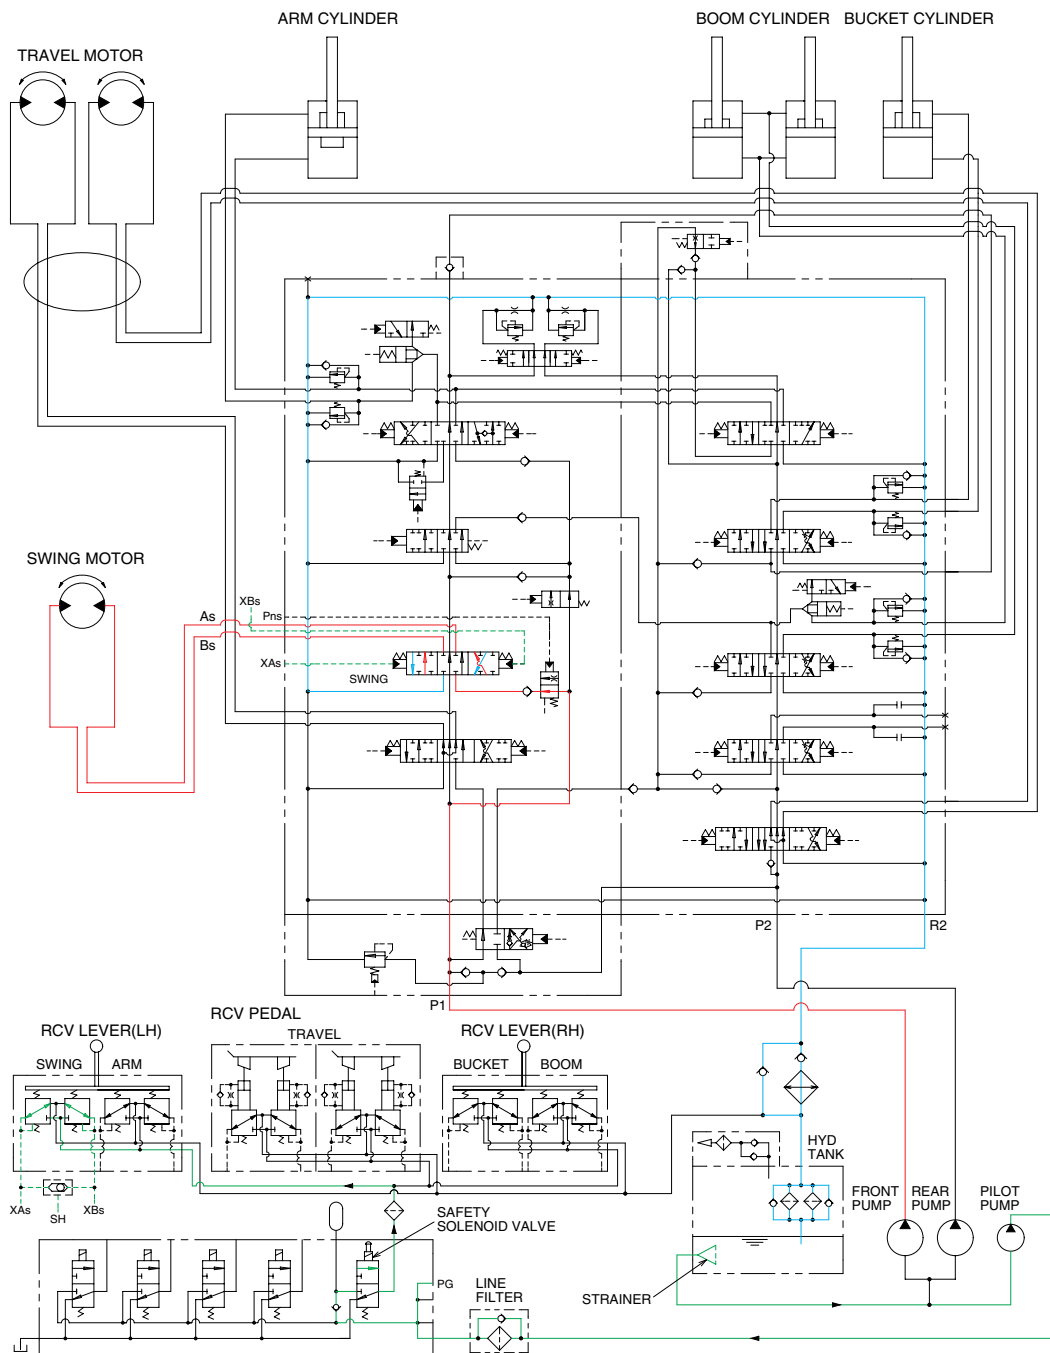 ARM CYLINDER
BOOM CYLINDER
BUCKET CYLINDER
TRAVEL MOTOR
SWING MOTOR
As
Bs
XBs
Pns
XAs
SWING
P2
R2
P1
RCV LEVER(LH)
SWING
ARM
RCV PEDAL
TRAVEL
RCV LEVER(RH)
BUCKET
BOOM
HYD
TANK
FRONT
PUMP
REAR
PUMP
PILOT
PUMP
XAs
SH
XBs
SAFETY
SOLENOID VALVE
PG
LINE
FILTER
STRAINER